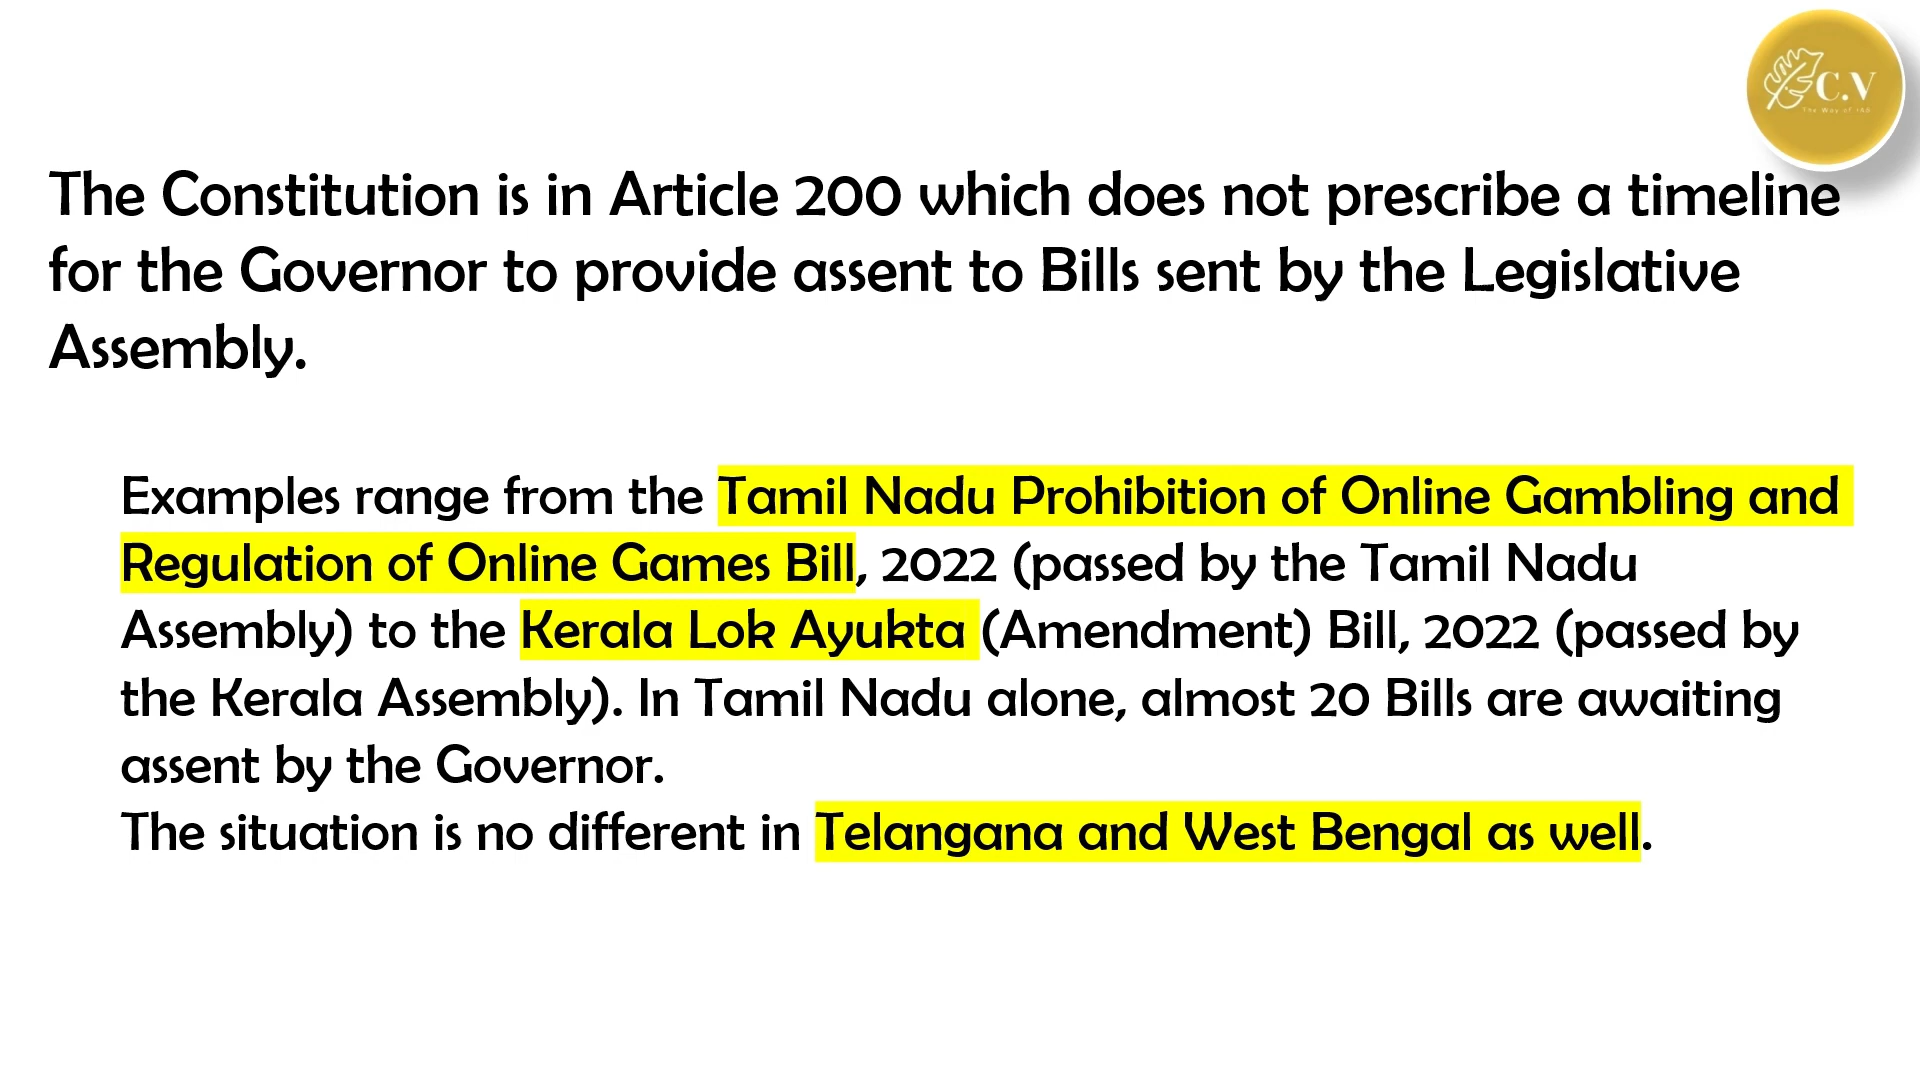 C.V
The Way of IAS
The Constitution is in Article 200 which does not prescribe a timeline
for the Governor to provide assent to Bills sent by the Legislative
Assembly.
Examples range from the Tamil Nadu Prohibition of Online Gambling and
Regulation of Online Games Bill, 2022 (passed by the Tamil Nadu
Assembly) to the Kerala Lok Ayukta (Amendment) Bill, 2022 (passed by
the Kerala Assembly). In Tamil Nadu alone, almost 20 Bills are awaiting
assent by the Governor.
The situation is no different in Telangana and West Bengal as well.